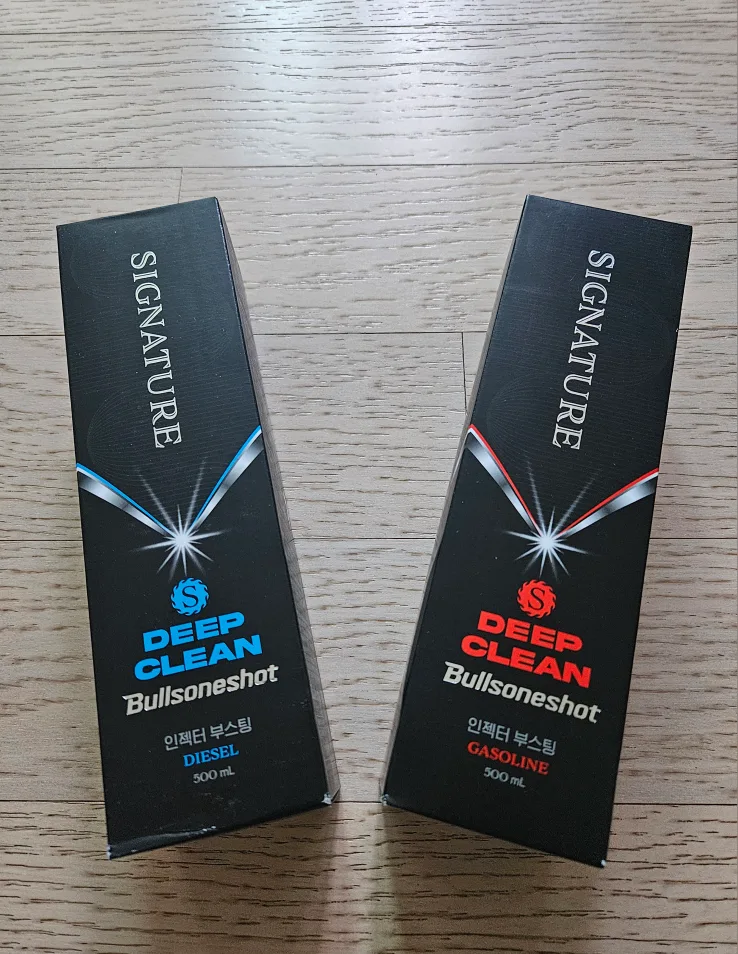 SIGNATURE
S
DEEP
CLEAN
Bullsoneshot
인젝터 부스팅
DIESEL
500 mL
SIGNATURE
S
DEEP
CLEAN
Bullsoneshot
인젝터 부스팅
GASOLINE
500 mL